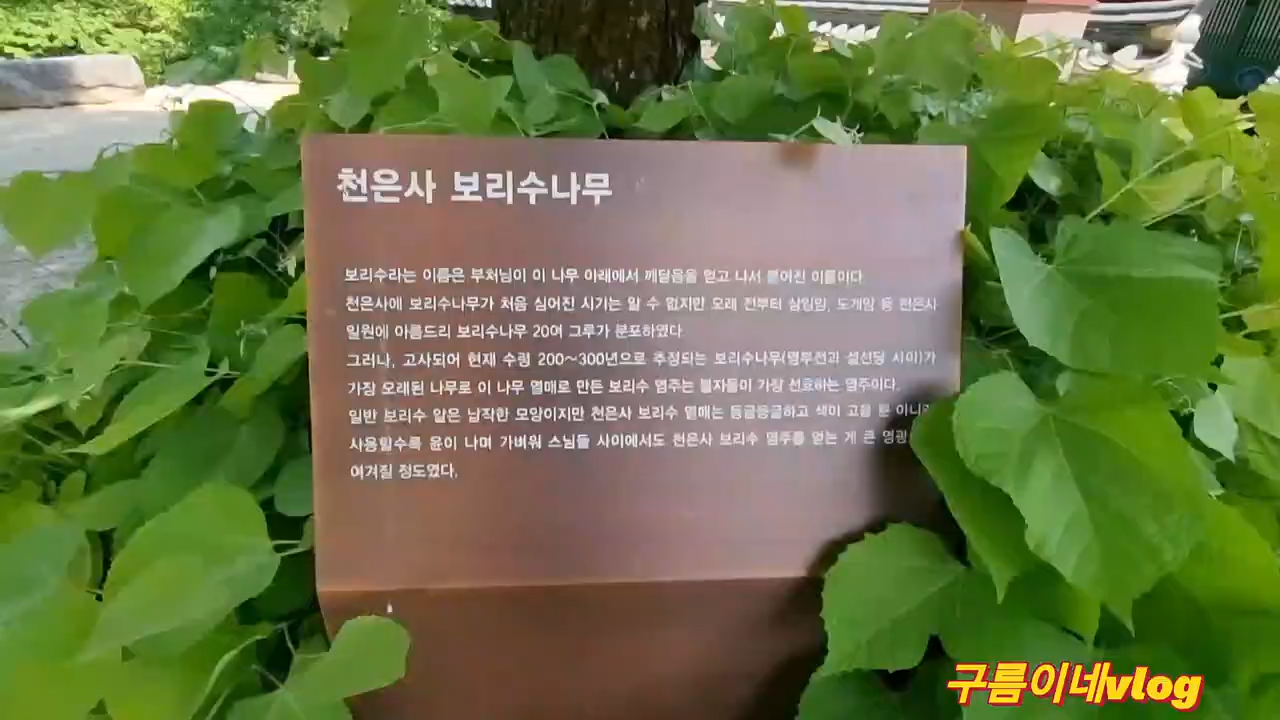 천은사 보리수나무
보리수라는 이름은 부처님이 이 나무 아래에서 깨달음을 얻고 나서 붙여진 이름이다.
천은사에 보리수나무가 처음 심어진 시기는 알 수 없지만 오래 전부터 삼일암, 도계암 등 천은사
일원에 아름드리 보리수나무 20여 그루가 분포하였다.
그러나, 고사되어 현재 수령 200~300년으로 추정되는 보리수나무(명부전과 설선당 사이)가
가장 오래된 나무로 이 나무 열매로 만든 보리수 염주는 불자들이 가장 선호하는 염주이다.
일반 보리수 알은 납작한 모양이지만 천은사 보리수 열매는 둥글둥글하고 색이 고을 뿐 아니라
사용할수록 윤이 나며 가벼워 스님들 사이에서도 천은사 보리수 염주를 얻는 게 큰 영광
여겨질 정도였다.
구름이네vlog